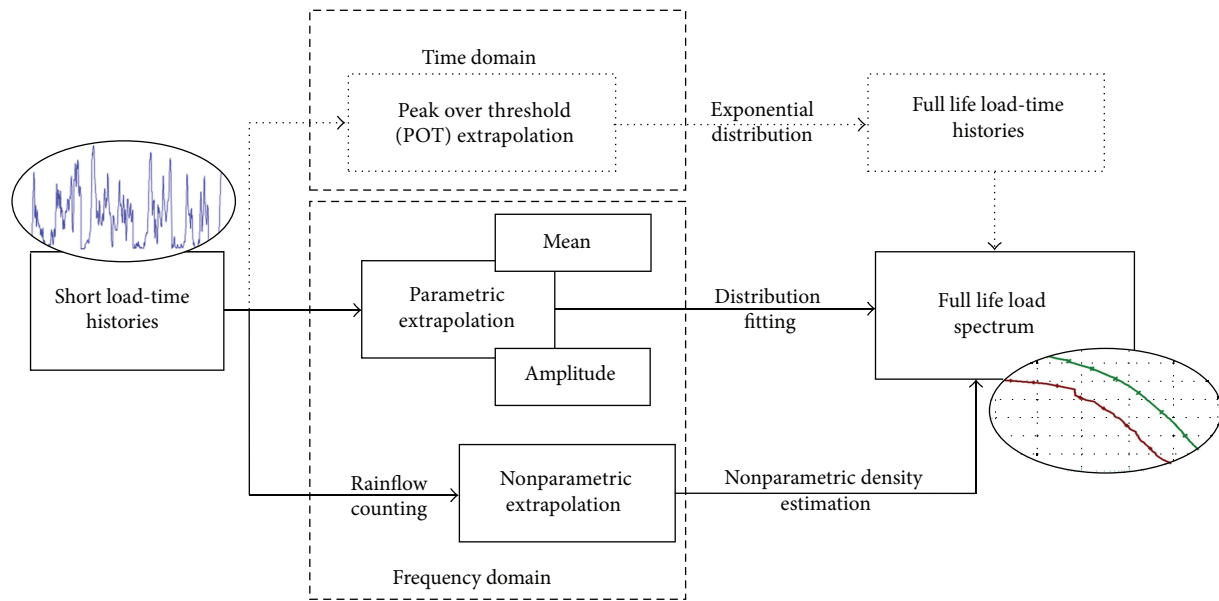 Time domain
Peak over threshold
(POT) extrapolation
Exponential
distribution
Full life load-time
histories
Short load-time
histories
Mean
Parametric
extrapolation
Amplitude
Distribution
fitting
Full life load
spectrum
Rainflow
counting
Nonparametric
extrapolation
Nonparametric density
estimation
Frequency domain